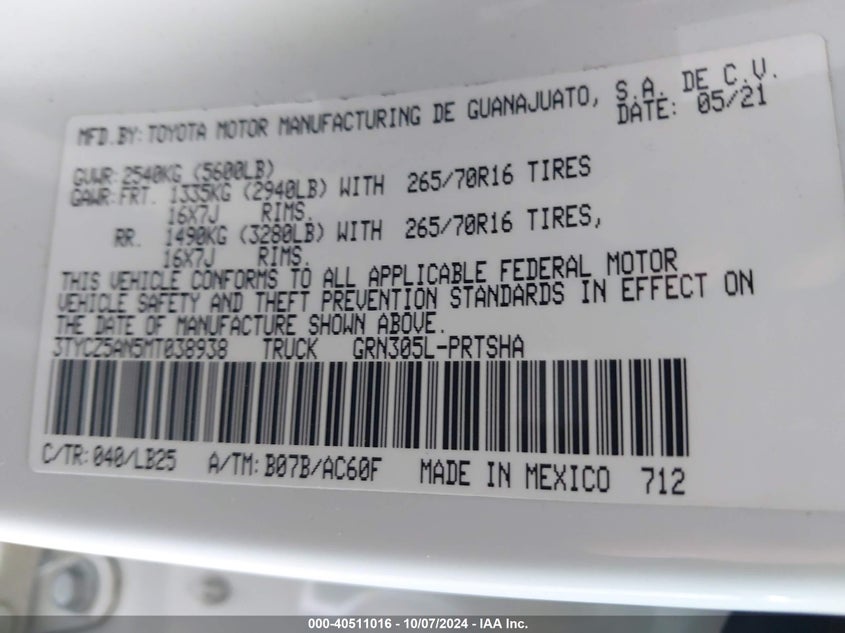 MFD.BY: TOYOTA MOTOR MANUFACTURING DE GUANAJUATO, S.A. DE C.V.
DATE: 05/21
GVWR: 2540KG (5600LB)
GAWR: FRT. 1335KG (2940LB) WITH 265/70R16 TIRES
16X7J RIMS.
RR. 1490KG (3280LB) WITH 265/70R16 TIRES,
16X7J RIMS.
THIS VEHICLE CONFORMS TO ALL APPLICABLE FEDERAL MOTOR
VEHICLE SAFETY AND THEFT PREVENTION STANDARDS IN EFFECT ON
THE DATE OF MANUFACTURE SHOWN ABOVE.
3TYCZ5AN5MT038938 TRUCK GRN305L-PRTSHA
C/TR: 040/LB25 A/TM: B07B/AC60F MADE IN MEXICO 712
000-40511016 - 10/07/2024 - IAA Inc.